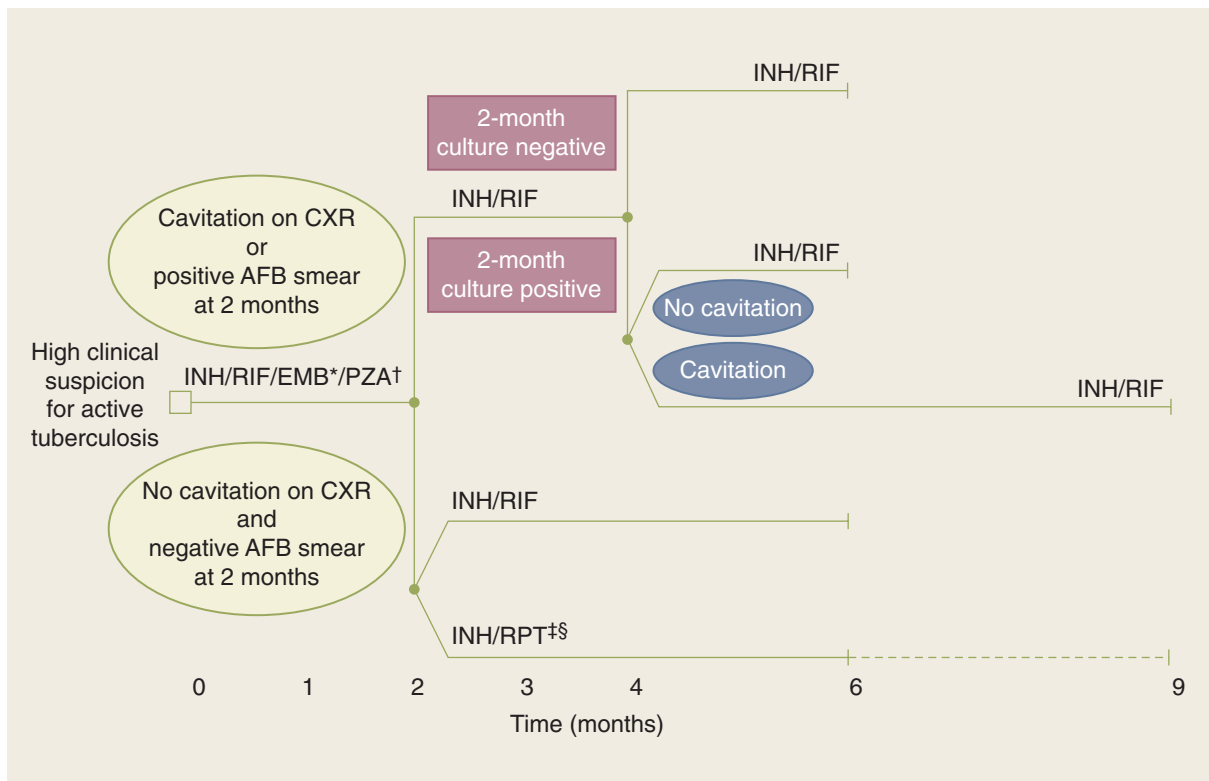 INH/RIF
2-month
culture negative
Cavitation on CXR
or
positive AFB smear
at 2 months
INH/RIF
2-month
culture positive
INH/RIF
No cavitation
Cavitation
INH/RIF
High clinical
suspicion
for active
tuberculosis
INH/RIF/EMB*/PZA†
No cavitation on CXR
and
negative AFB smear
at 2 months
INH/RIF
INH/RPT‡§
0 1 2 3 4 6 9
Time (months)